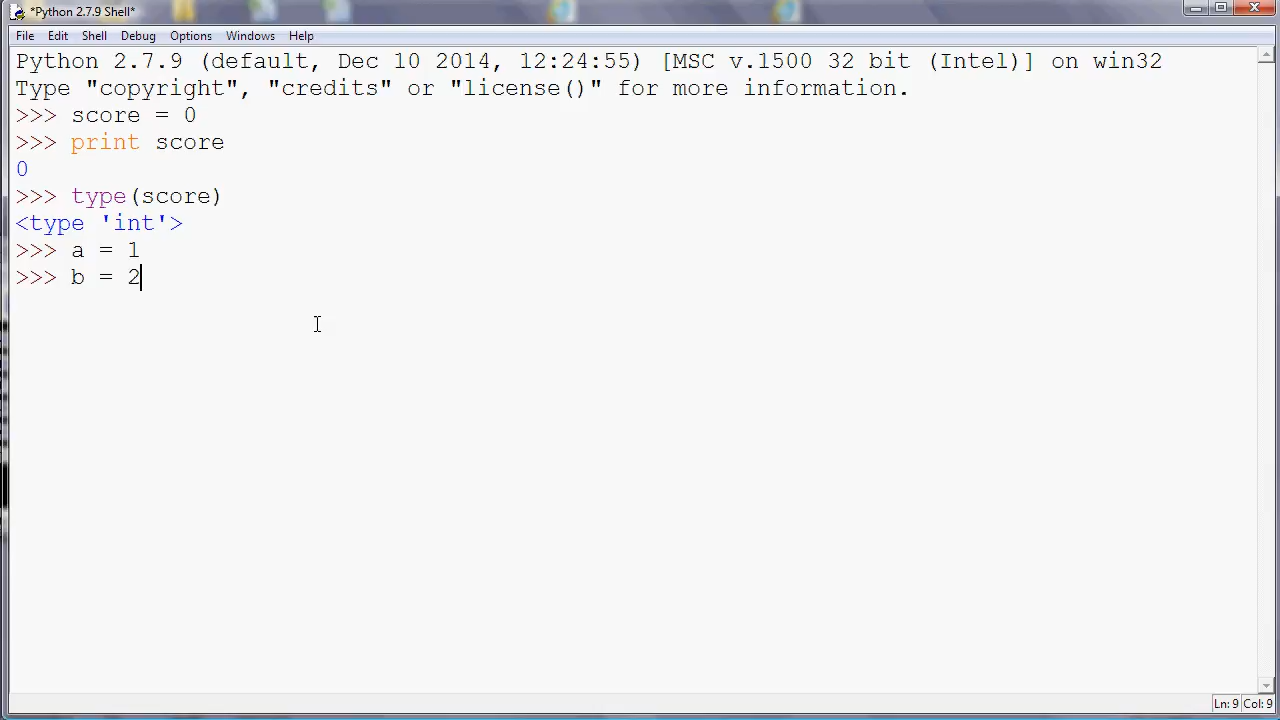 *Python 2.7.9 Shell*
File Edit Shell Debug Options Windows Help
Python 2.7.9 (default, Dec 10 2014, 12:24:55) [MSC v.1500 32 bit (Intel)] on win32
Type "copyright", "credits" or "license()" for more information.
>>> score = 0
>>> print score
0
>>> type(score)
<type 'int'>
>>> a = 1
>>> b = 2
Ln: 9 Col: 9